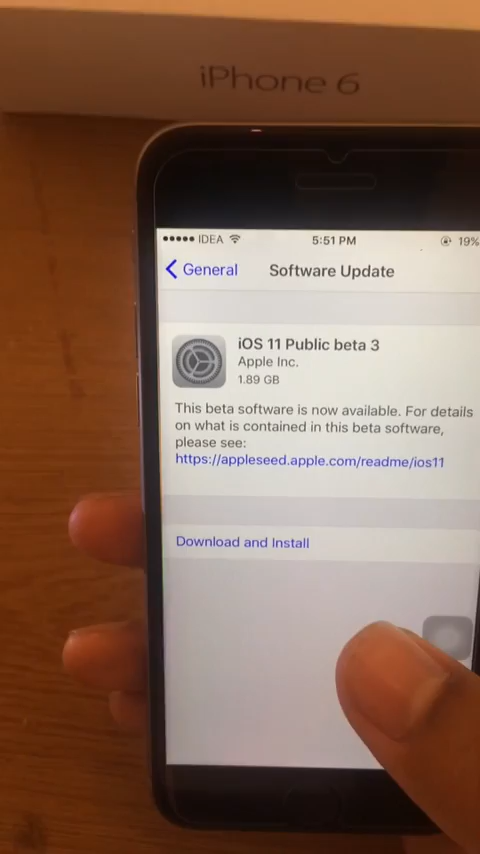 iPhone 6
IDEA 5:51 PM 19%
General Software Update
iOS 11 Public beta 3
Apple Inc.
1.89 GB
This beta software is now available. For details
on what is contained in this beta software,
please see:
https://appleseed.apple.com/readme/ios11
Download and Install